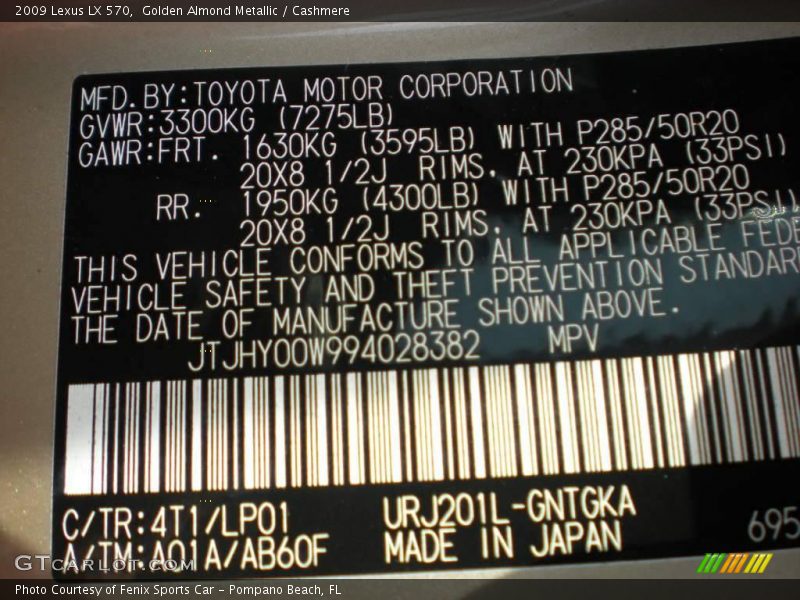 2009 Lexus LX 570,  Golden Almond Metallic / Cashmere
MFD.BY:TOYOTA MOTOR CORPORATION
GVWR:3300KG (7275LB)
GAWR:FRT. 1630KG (3595LB) WITH P285/50R20
20X8 1/2J RIMS. AT 230KPA (33PSI)
RR. 1950KG (4300LB) WITH P285/50R20
20X8 1/2J RIMS. AT 230KPA (33PSI)
THIS VEHICLE CONFORMS TO ALL APPLICABLE FEDE
VEHICLE SAFETY AND THEFT PREVENTION STANDAR
THE DATE OF MANUFACTURE SHOWN ABOVE.
JTJHY00W994028382 MPV
C/TR:4T1/LP01 URJ201L-GNTGKA
A/TM:A01A/AB60F MADE IN JAPAN 695
GTCARLOT.COM
Photo Courtesy of Fenix Sports Car - Pompano Beach, FL